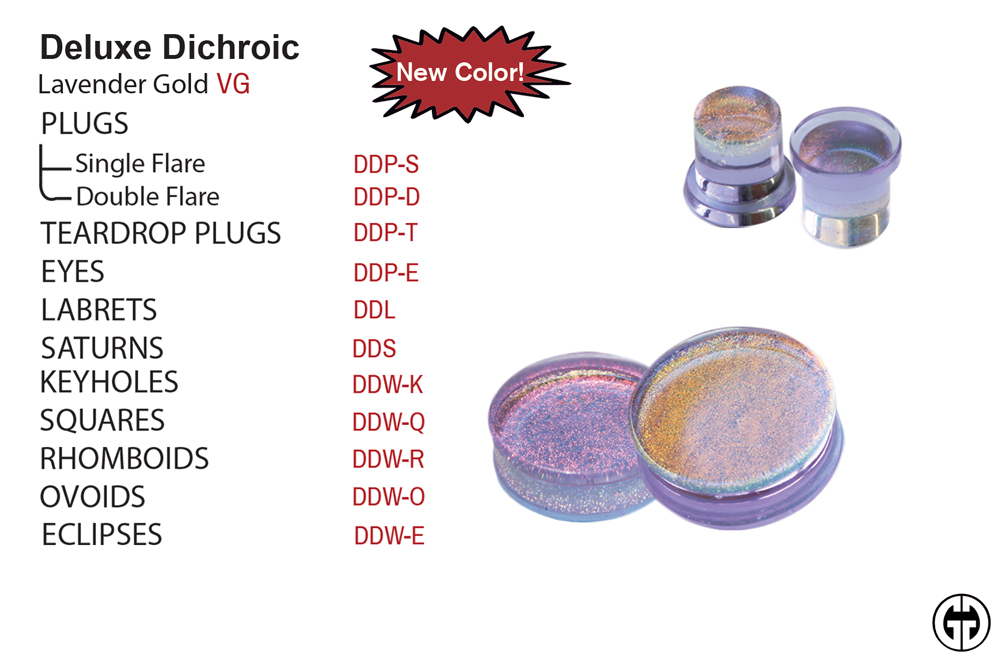 Deluxe Dichroic
New Color!
Lavender Gold VG
PLUGS
Single Flare DDP-S
Double Flare DDP-D
TEARDROP PLUGS DDP-T
EYES DDP-E
LABRETS DDL
SATURNS DDS
KEYHOLES DDW-K
SQUARES DDW-Q
RHOMBOIDS DDW-R
OVOIDS DDW-O
ECLIPSES DDW-E